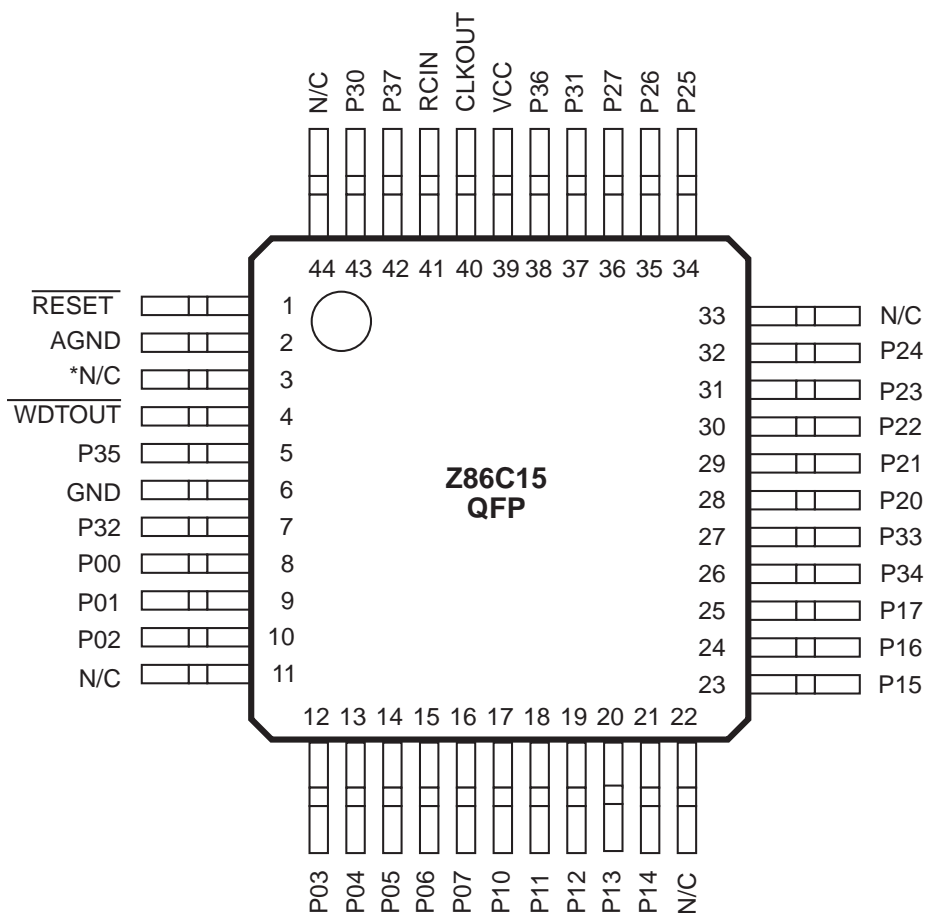 N/C
P30
P37
RCIN
CLKOUT
VCC
P36
P31
P27
P26
P25
44 43 42 41 40 39 38 37 36 35 34
RESET 1
AGND 2
*N/C 3
WDTOUT 4
P35 5
GND 6
P32 7
P00 8
P01 9
P02 10
N/C 11
Z86C15
QFP
33 N/C
32 P24
31 P23
30 P22
29 P21
28 P20
27 P33
26 P34
25 P17
24 P16
23 P15
12 13 14 15 16 17 18 19 20 21 22
P03
P04
P05
P06
P07
P10
P11
P12
P13
P14
N/C